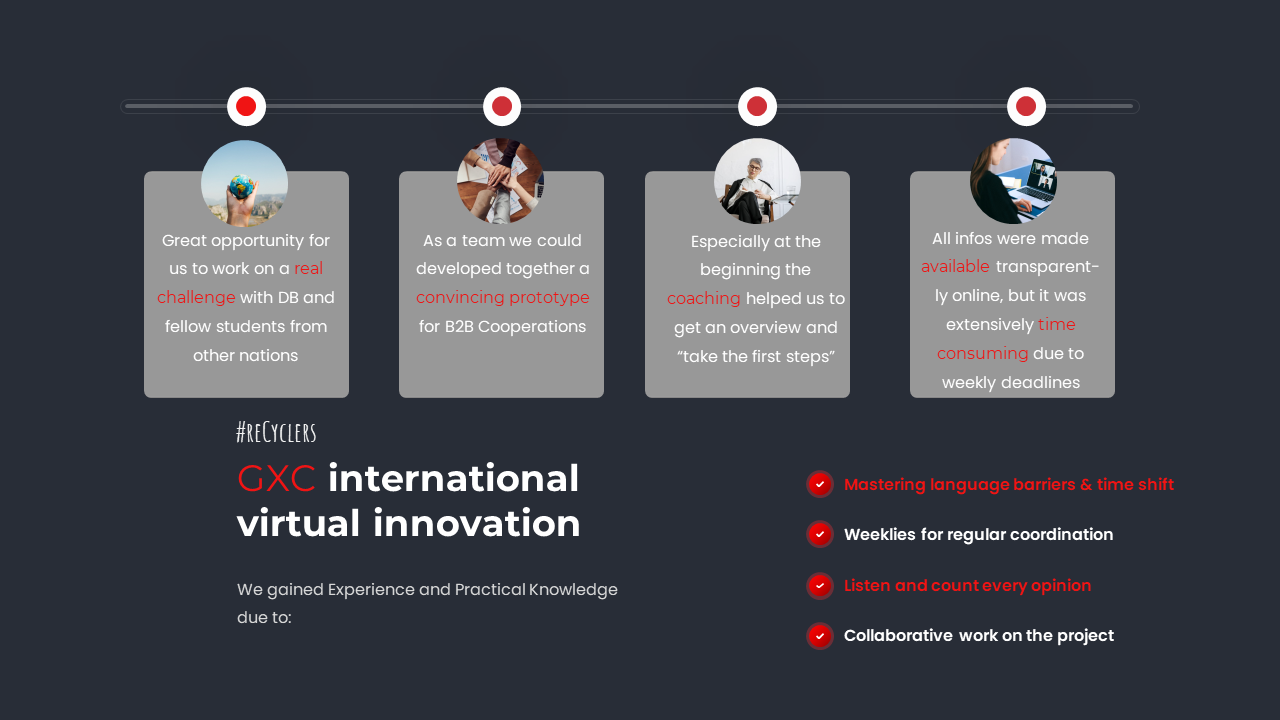 Great opportunity for
us to work on a real
challenge with DB and
fellow students from
other nations
As a team we could
developed together a
convincing prototype
for B2B Cooperations
Especially at the
beginning the
coaching helped us to
get an overview and
“take the first steps”
All infos were made
available transparent-
ly online, but it was
extensively time
consuming due to
weekly deadlines
#reCyclers
GXC international
virtual innovation
We gained Experience and Practical Knowledge
due to:
Mastering language barriers & time shift
Weeklies for regular coordination
Listen and count every opinion
Collaborative work on the project